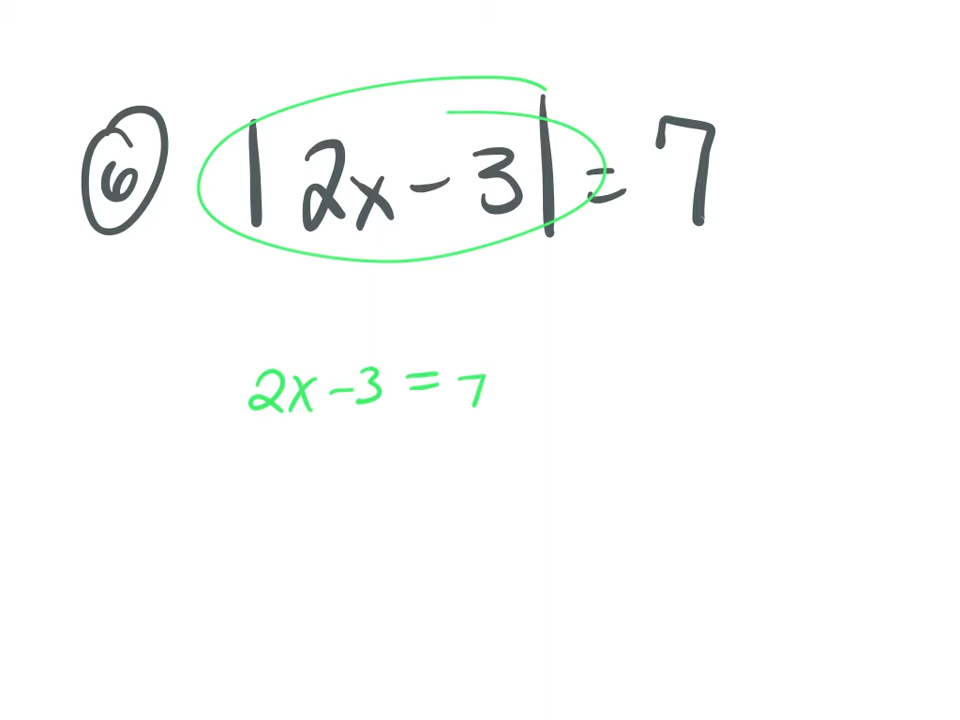 6 |2x-3| = 7
2x-3 = 7